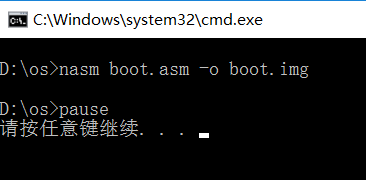 C:\Windows\system32\cmd.exe
D:\os>nasm boot.asm -o boot.img
D:\os>pause
请按任意键继续. . .